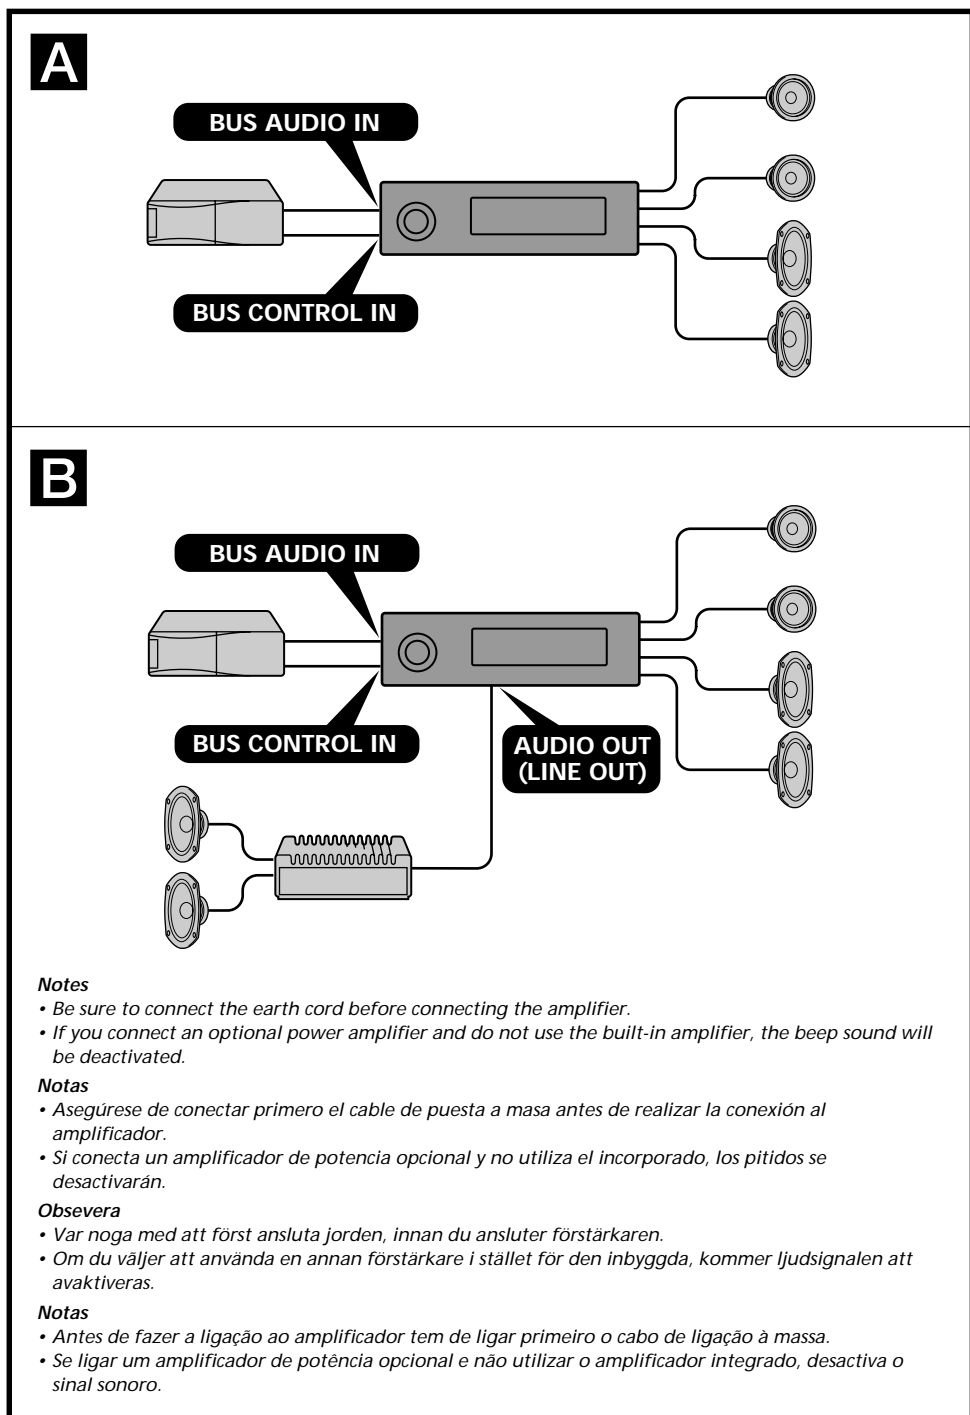 A
BUS AUDIO IN
BUS CONTROL IN
B
BUS AUDIO IN
BUS CONTROL IN
AUDIO OUT
(LINE OUT)
Notes
• Be sure to connect the earth cord before connecting the amplifier.
• If you connect an optional power amplifier and do not use the built-in amplifier, the beep sound will
be deactivated.
Notas
• Asegúrese de conectar primero el cable de puesta a masa antes de realizar la conexión al
amplificador.
• Si conecta un amplificador de potencia opcional y no utiliza el incorporado, los pitidos se
desactivarán.
Obsevera
• Var noga med att först ansluta jorden, innan du ansluter förstärkaren.
• Om du väljer att använda en annan förstärkare i stället för den inbyggda, kommer ljudsignalen att
avaktiveras.
Notas
• Antes de fazer a ligação ao amplificador tem de ligar primeiro o cabo de ligação à massa.
• Se ligar um amplificador de potência opcional e não utilizar o amplificador integrado, desactiva o
sinal sonoro.